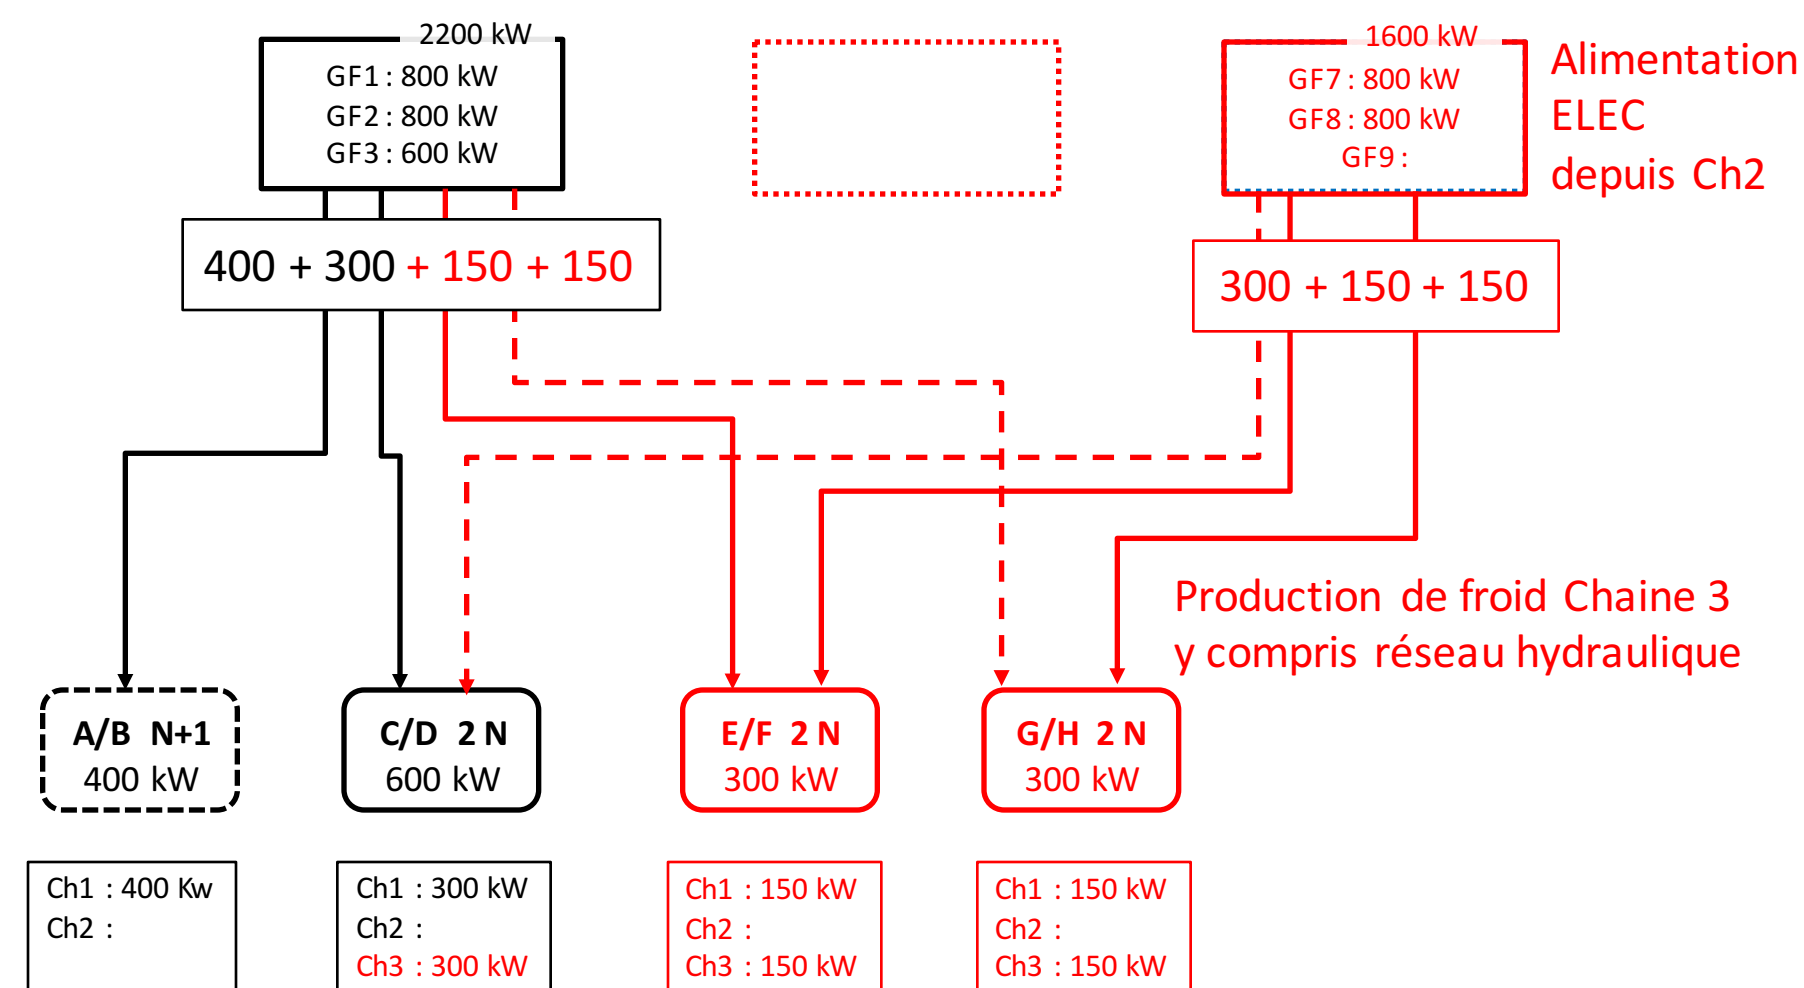 2200 kW
GF1 : 800 kW
GF2 : 800 kW
GF3 : 600 kW
1600 kW
GF7 : 800 kW
GF8 : 800 kW
GF9 :
Alimentation
ELEC
depuis Ch2
400 + 300 + 150 + 150
300 + 150 + 150
Production de froid Chaine 3
y compris réseau hydraulique
A/B N+1
400 kW
C/D 2 N
600 kW
E/F 2 N
300 kW
G/H 2 N
300 kW
Ch1 : 400 Kw
Ch2 :
Ch1 : 300 kW
Ch2 :
Ch3 : 300 kW
Ch1 : 150 kW
Ch2 :
Ch3 : 150 kW
Ch1 : 150 kW
Ch2 :
Ch3 : 150 kW